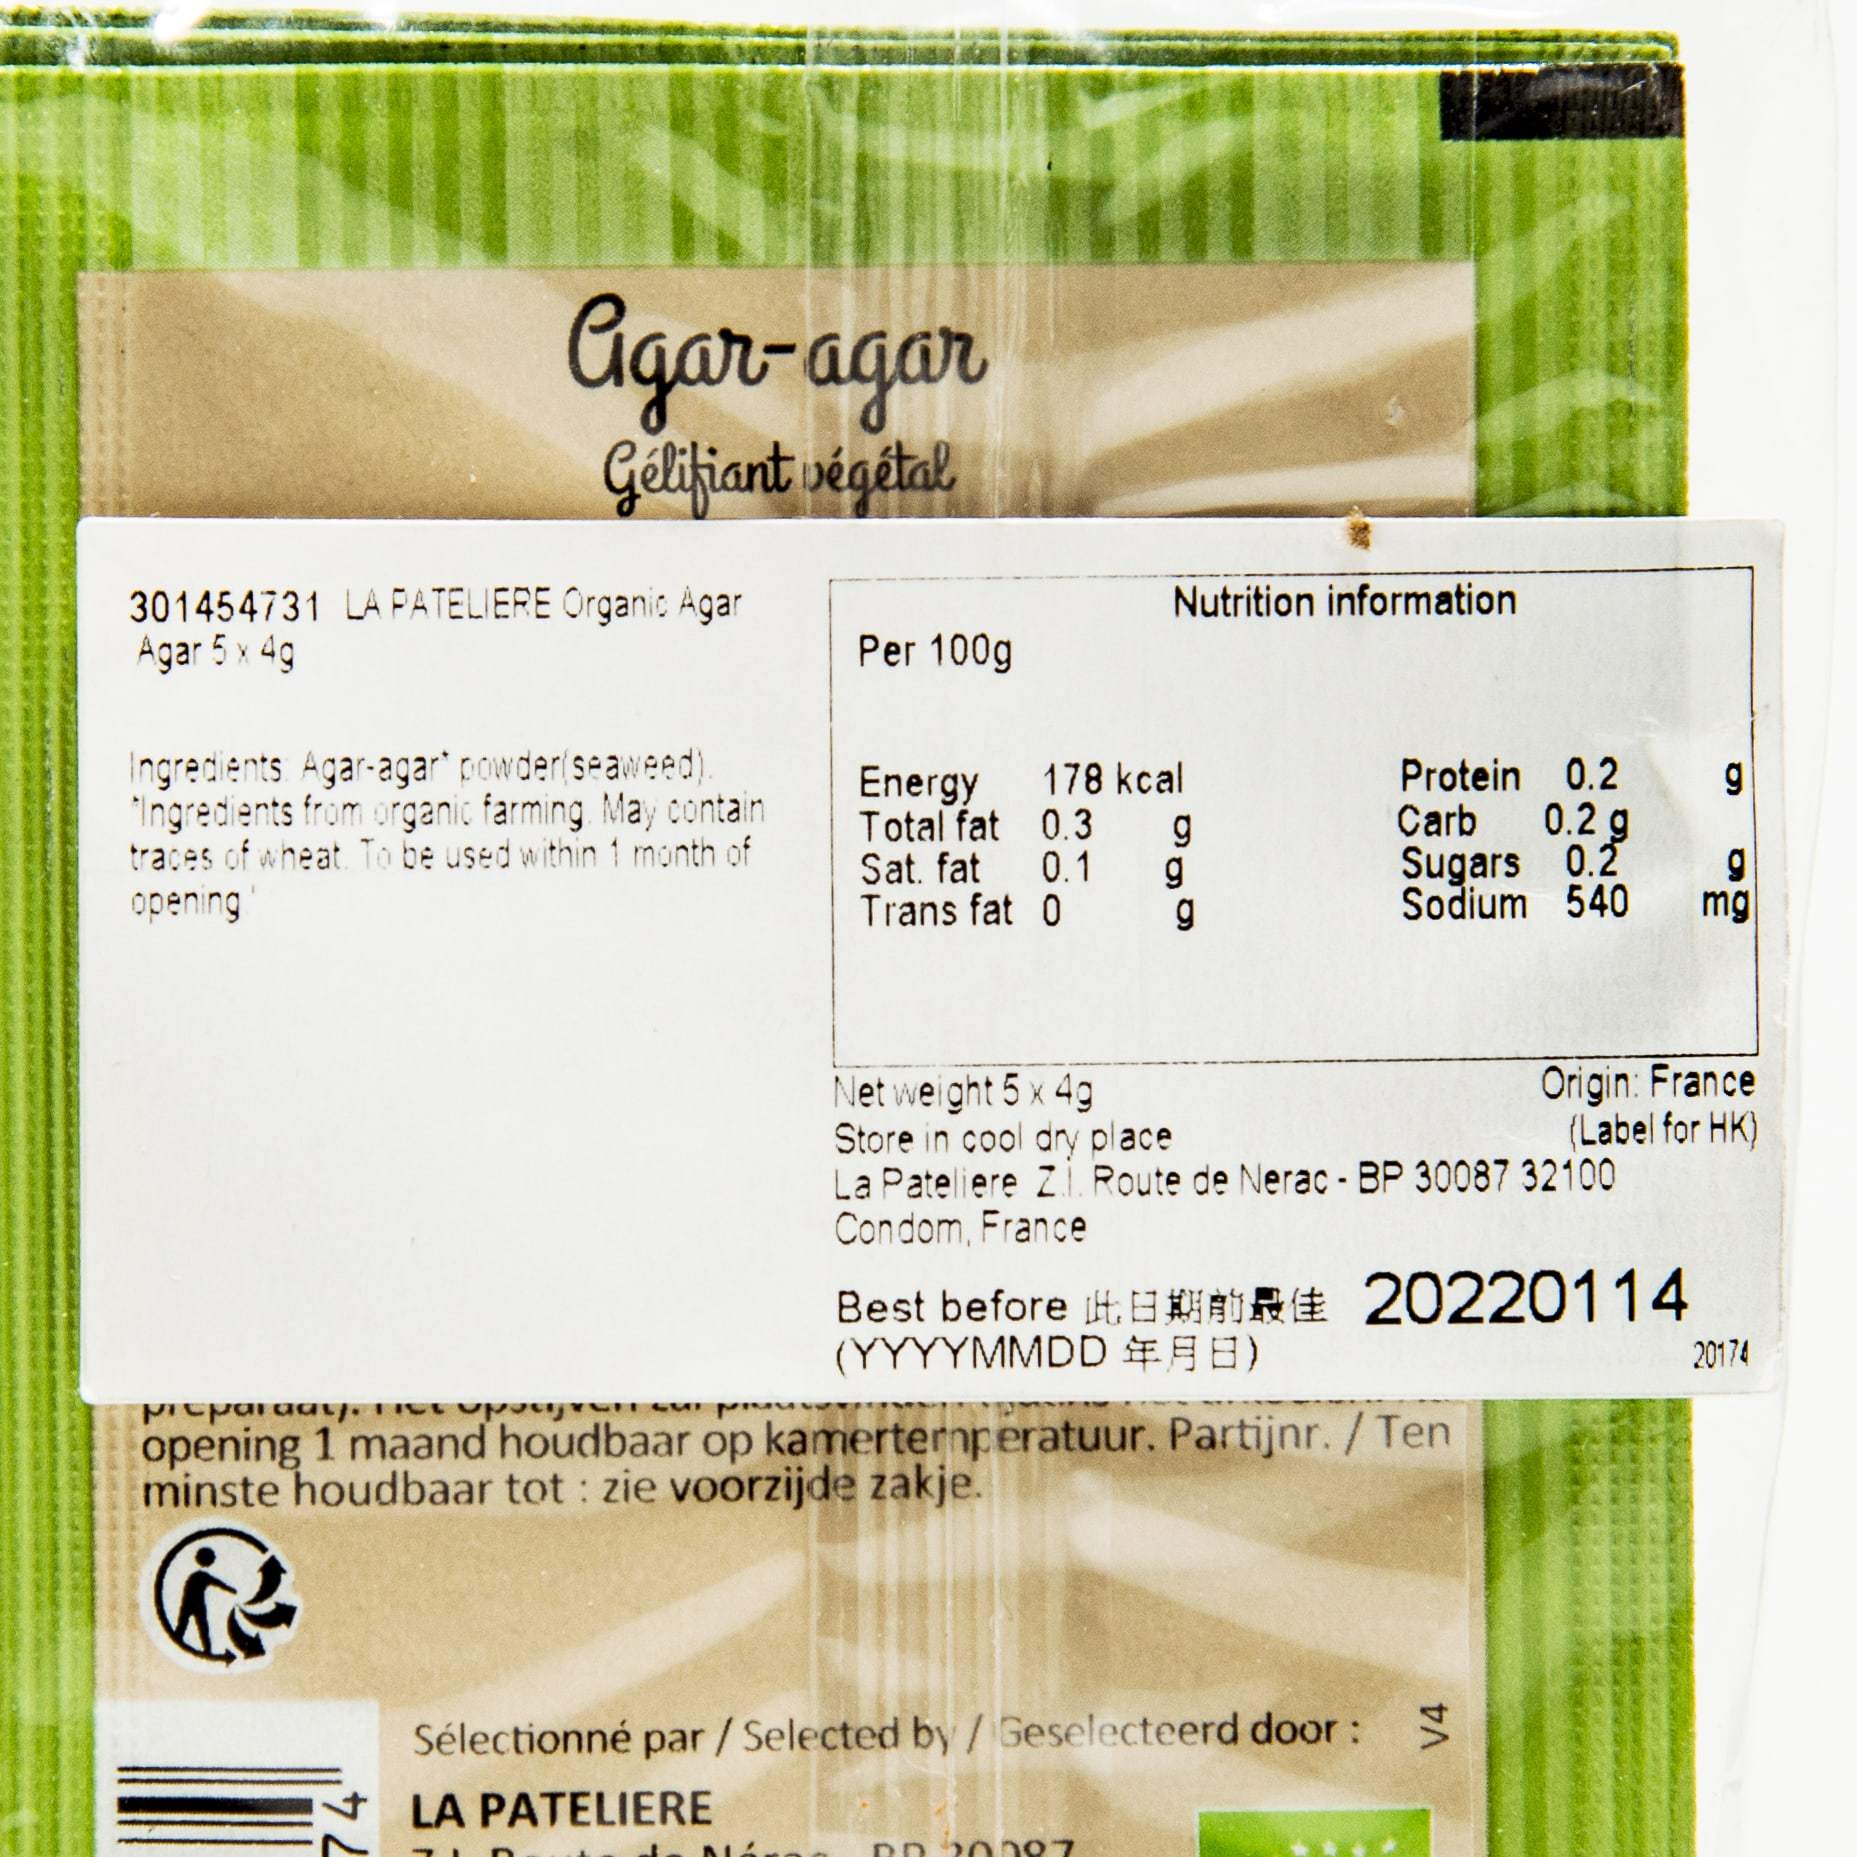 Agar-agar
Gélifiant végétal
301454731 LA PATELIERE Organic Agar
Agar 5 x 4g
Ingredients: Agar-agar* powder(seaweed).
*Ingredients from organic farming. May contain
traces of wheat. To be used within 1 month of
opening'
Nutrition information
Per 100g
Energy 178 kcal
Total fat 0.3 g
Sat. fat 0.1 g
Trans fat 0 g
Protein 0.2 g
Carb 0.2 g
Sugars 0.2 g
Sodium 540 mg
Net weight 5 x 4g
Origin: France
Store in cool dry place
(Label for HK)
La Pateliere Z.I. Route de Nerac - BP 30087 32100
Condom, France
Best before 此日期前最佳 20220114
(YYYYMMDD 年月日)
20174
opening 1 maand houdbaar op kamertemperatuur. Partijnr. / Ten
minste houdbaar tot : zie voorzijde zakje.
Sélectionné par / Selected by / Geselecteerd door :
V4
LA PATELIERE
Z.I. Route de Nérac - BP 30087
74